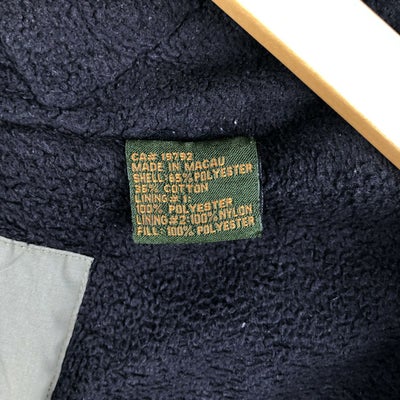 CA# 19792
MADE IN MACAU
SHELL: 65% POLYESTER
35% COTTON
LINING# 1:
100% POLYESTER
LINING#2:100% NYLON
FILL: 100% POLYESTER